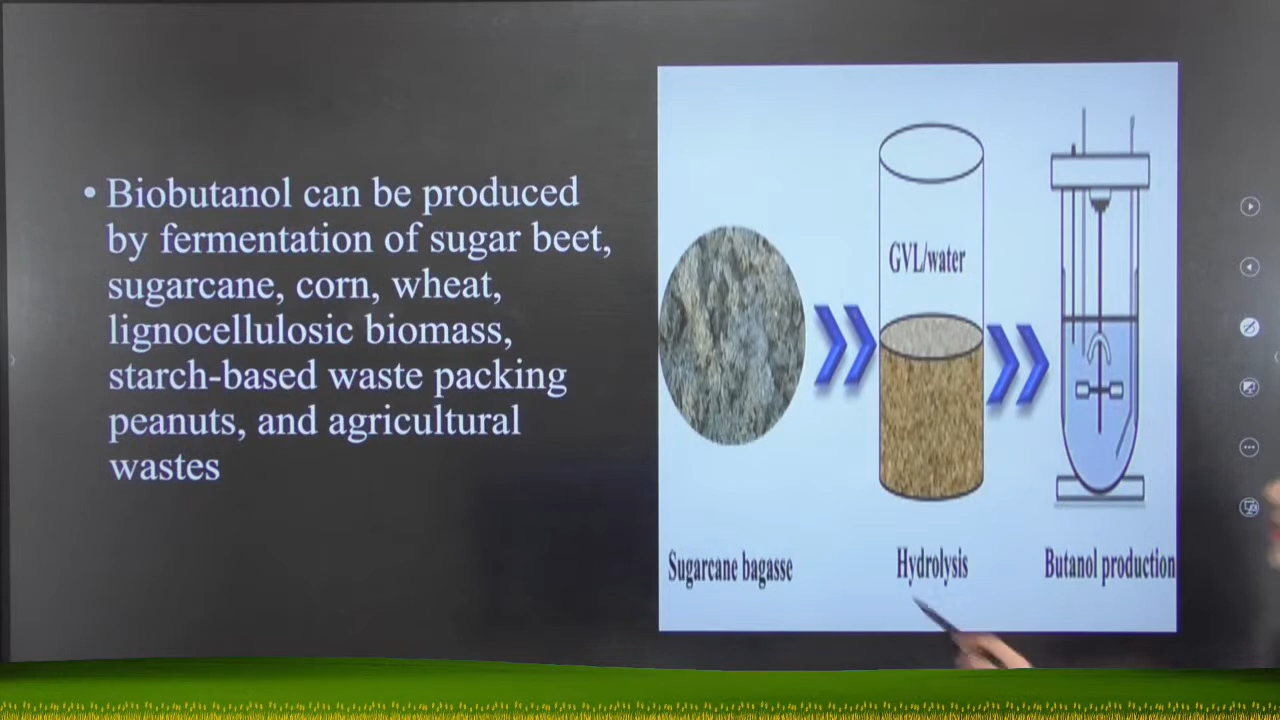 • Biobutanol can be produced
by fermentation of sugar beet,
sugarcane, corn, wheat,
lignocellulosic biomass,
starch-based waste packing
peanuts, and agricultural
wastes
GVL/water
Sugarcane bagasse
Hydrolysis
Butanol production